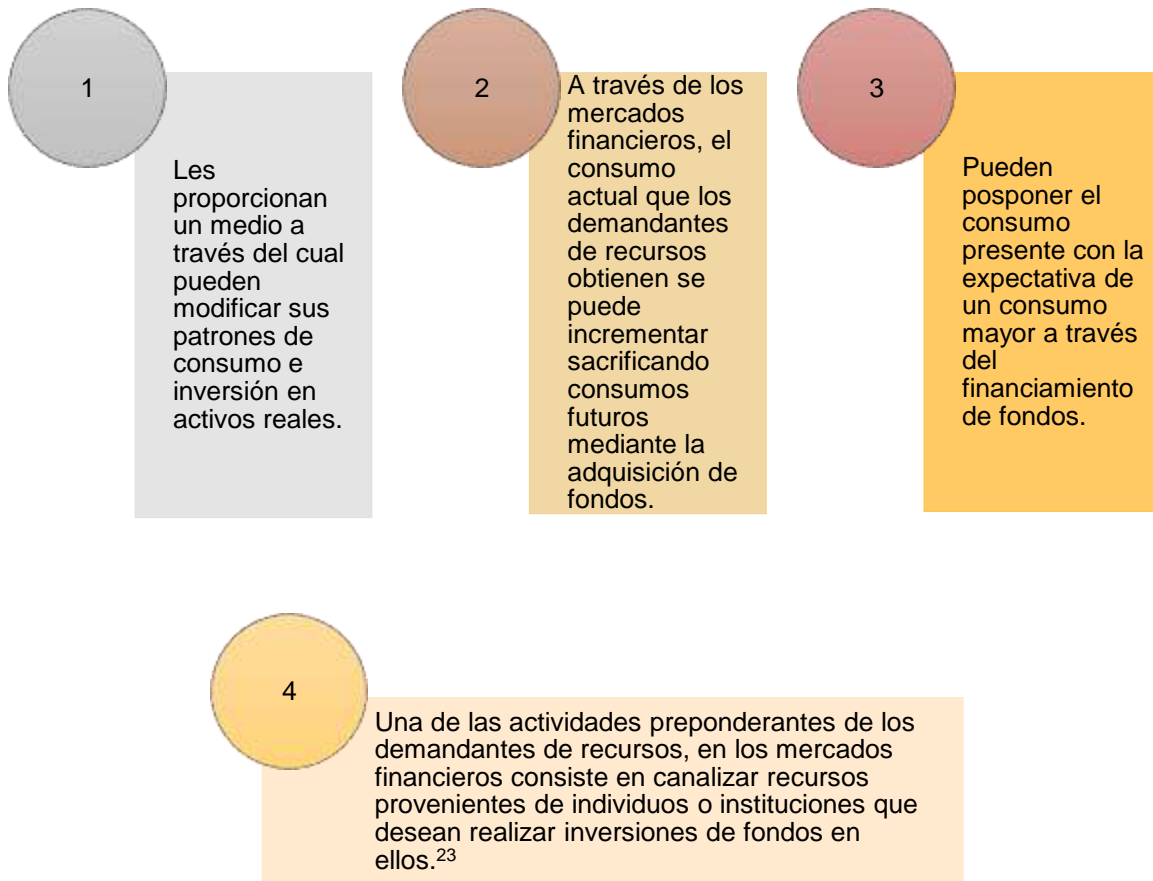 1
Les
proporcionan
un medio a
través del cual
pueden
modificar sus
patrones de
consumo e
inversión en
activos reales.
2
A través de los
mercados
financieros, el
consumo
actual que los
demandantes
de recursos
obtienen se
puede
incrementar
sacrificando
consumos
futuros
mediante la
adquisición de
fondos.
3
Pueden
posponer el
consumo
presente con la
expectativa de
un consumo
mayor a través
del
financiamiento
de fondos.
4
Una de las actividades preponderantes de los
demandantes de recursos, en los mercados
financieros consiste en canalizar recursos
provenientes de individuos o instituciones que
desean realizar inversiones de fondos en
ellos.²³